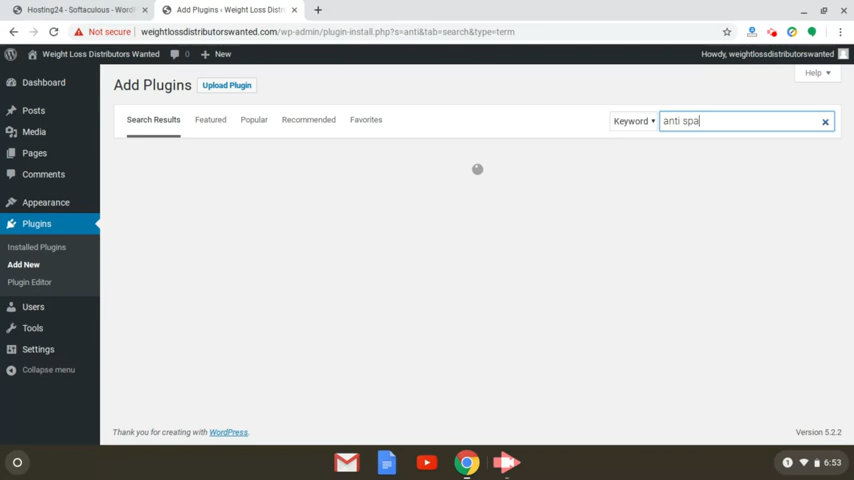 Hosting24 - Softaculous - WordP
Add Plugins ‹ Weight Loss Distri
Not secure weightlossdistributorswanted.com/wp-admin/plugin-install.php?s=anti&tab=search&type=term
Weight Loss Distributors Wanted 0 New Howdy, weightlossdistributorswanted
Help
Add Plugins Upload Plugin
Search Results Featured Popular Recommended Favorites Keyword anti spa
Dashboard
Posts
Media
Pages
Comments
Appearance
Plugins
Installed Plugins
Add New
Plugin Editor
Users
Tools
Settings
Collapse menu
Thank you for creating with WordPress. Version 5.2.2
1 6:53